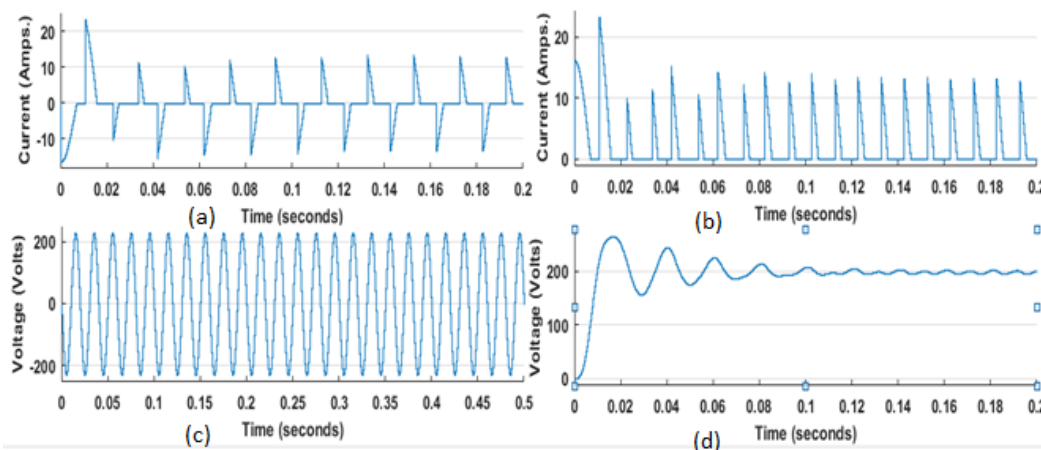 Current (Amps.)
20
10
0
-10
0 0.02 0.04 0.06 0.08 0.1 0.12 0.14 0.16 0.18 0.2
(a)
Time (seconds)
Current (Amps.)
20
10
0
0 0.02 0.04 0.06 0.08 0.1 0.12 0.14 0.16 0.18 0.2
(b)
Time (seconds)
Voltage (Volts)
200
0
-200
0 0.05 0.1 0.15 0.2 0.25 0.3 0.35 0.4 0.45 0.5
(c)
Time (seconds)
Voltage (Volts)
200
100
0
0 0.02 0.04 0.06 0.08 0.1 0.12 0.14 0.16 0.18 0.2
(d)
Time (seconds)